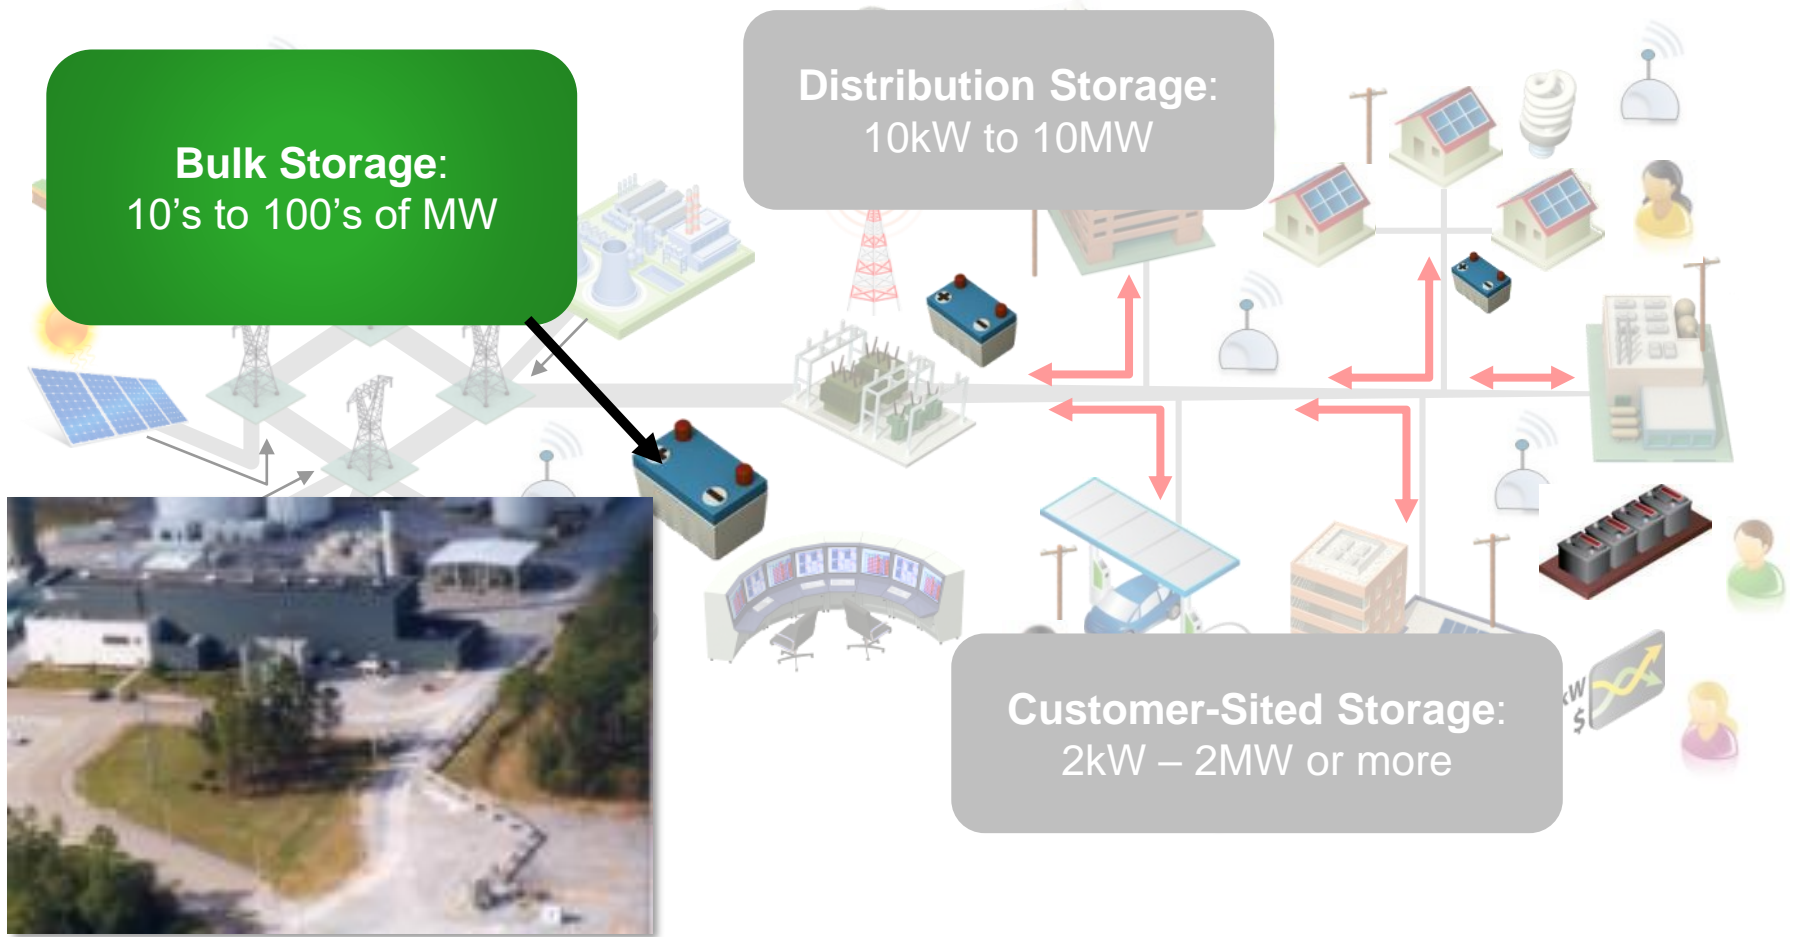 Bulk Storage:
10's to 100's of MW
Distribution Storage:
10kW to 10MW
Customer-Sited Storage:
2kW – 2MW or more
kW
$